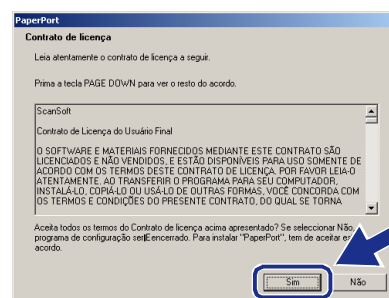 PaperPort
Contrato de licença
Leia atentamente o contrato de licença a seguir.
Prima a tecla PAGE DOWN para ver o resto do acordo.
ScanSoft
Contrato de Licença do Usuário Final
O SOFTWARE E MATERIAIS FORNECIDOS MEDIANTE ESTE CONTRATO SÃO
LICENCIADOS E NÃO VENDIDOS, E ESTÃO DISPONÍVEIS PARA USO SOMENTE DE
ACORDO COM OS TERMOS DESTE CONTRATO DE LICENÇA. POR FAVOR LEIA-O
ATENTAMENTE. AO TRANSFERIR O PROGRAMA PARA SEU COMPUTADOR,
INSTALÁ-LO, COPIÁ-LO OU USÁ-LO DE OUTRAS FORMAS, VOCÊ CONCORDA COM
OS TERMOS E CONDIÇÕES DO PRESENTE CONTRATO, DO QUAL SE TORNA
Aceita todos os termos do Contrato de licença acima apresentado? Se seleccionar Não,
programa de configuração será encerrado. Para instalar "PaperPort", tem de aceitar
acordo.
Sim
Não